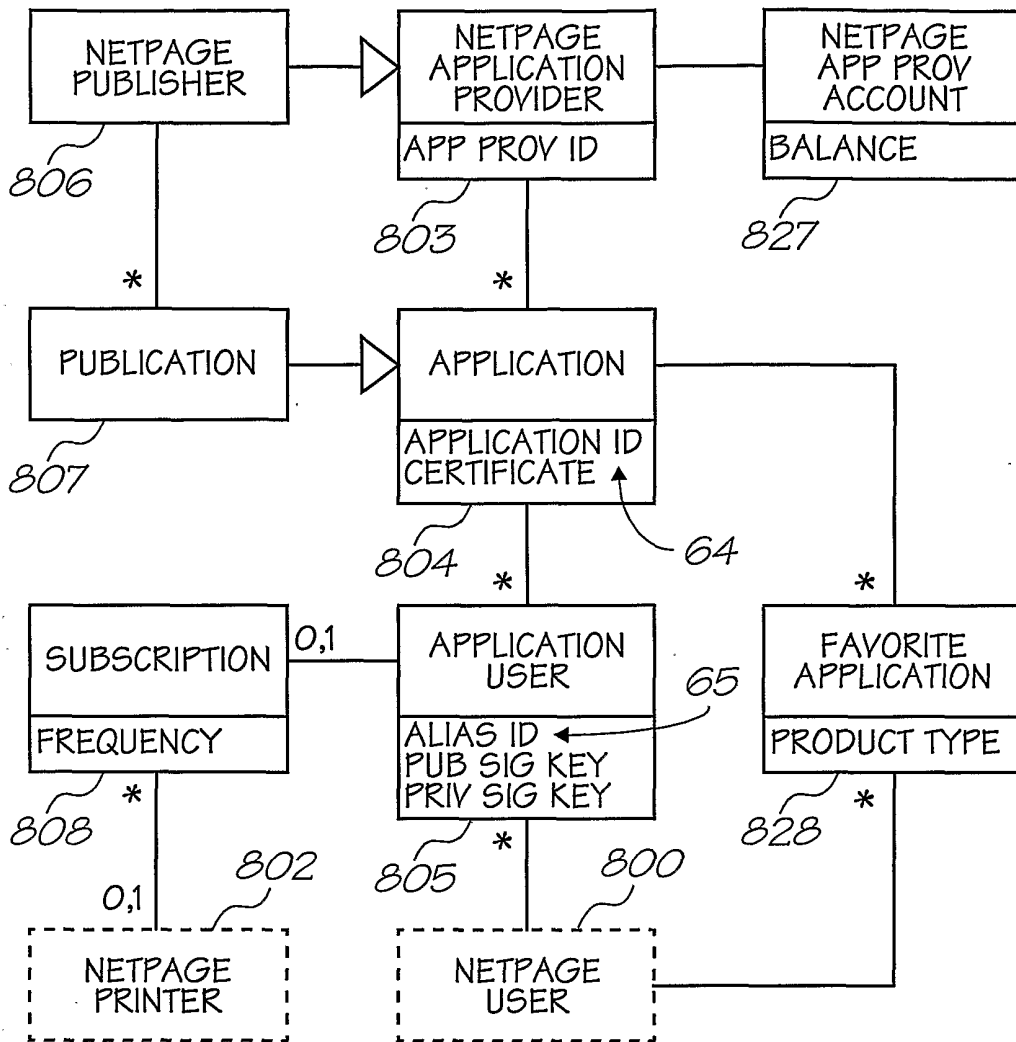 NETPAGE
PUBLISHER
806
NETPAGE
APPLICATION
PROVIDER
APP PROV ID
803
NETPAGE
APP PROV
ACCOUNT
BALANCE
827
*
*
PUBLICATION
807
APPLICATION
APPLICATION ID
CERTIFICATE
64
804
*
*
SUBSCRIPTION
FREQUENCY
0,1
808
*
APPLICATION
USER
65
ALIAS ID
PUB SIG KEY
PRIV SIG KEY
805
*
FAVORITE
APPLICATION
PRODUCT TYPE
828
*
0,1
802
NETPAGE
PRINTER
800
NETPAGE
USER